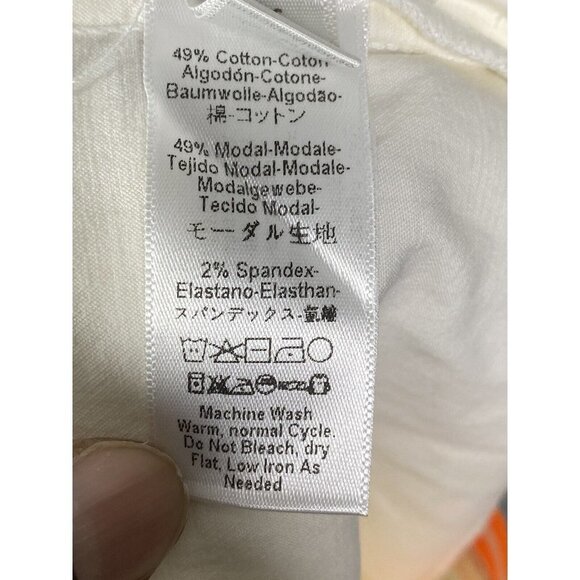 49% Cotton-Coton-
Algodón-Cotone-
Baumwolle-Algodão-
棉-コットン
49% Modal-Modale-
Tejido Modal-Modale-
Modalgewebe-
Tecido Modal-
モーダル生地
2% Spandex-
Elastano-Elasthan-
スパンデックス-氨綸
Machine Wash
Warm, normal Cycle.
Do Not Bleach, dry
Flat, Low Iron As
Needed